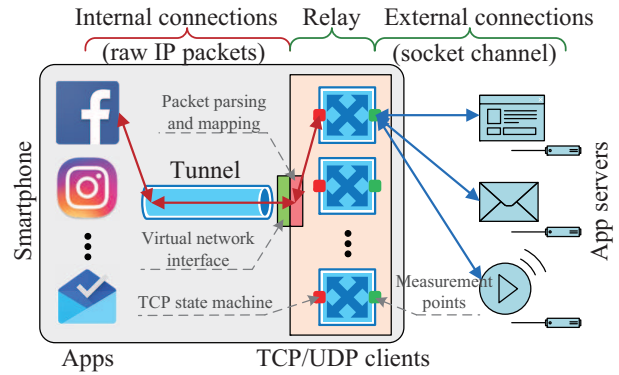 Internal connections
(raw IP packets)
Relay
External connections
(socket channel)
Smartphone
Packet parsing
and mapping
Tunnel
Virtual network
interface
TCP state machine
Measurement
points
App servers
Apps
TCP/UDP clients